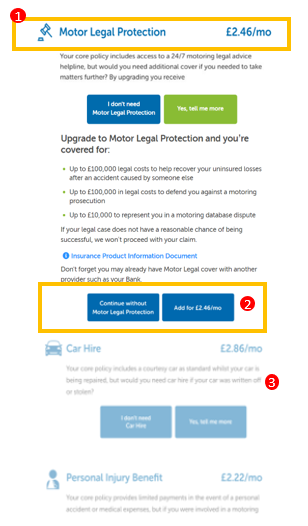 1
Motor Legal Protection £2.46/mo
Your core policy includes access to a 24/7 motoring legal advice
helpline, but would you need additional cover if you needed to take
matters further? By upgrading you receive
I don't need
Motor Legal Protection
Yes, tell me more
Upgrade to Motor Legal Protection and you're
covered for:
• Up to £100,000 legal costs to help recover your uninsured losses
after an accident caused by someone else
• Up to £100,000 in legal costs to defend you against a motoring
prosecution
• Up to £10,000 to represent you in a motoring database dispute
If your legal case does not have a reasonable chance of being
successful, we won't proceed with your claim.
Insurance Product Information Document
Don't forget you may already have Motor Legal cover with another
provider such as your Bank.
Continue without
Motor Legal Protection
Add for £2.46/mo
2
Car Hire £2.86/mo
Your core policy includes a courtesy car as standard whilst your car is
being repaired, but would you need car hire if your car was written off
or stolen?
3
I don't need
Car Hire
Yes, tell me more
Personal Injury Benefit £2.22/mo
Your core policy provides limited payments in the event of a personal
accident or medical expenses, but if you were involved in a motoring